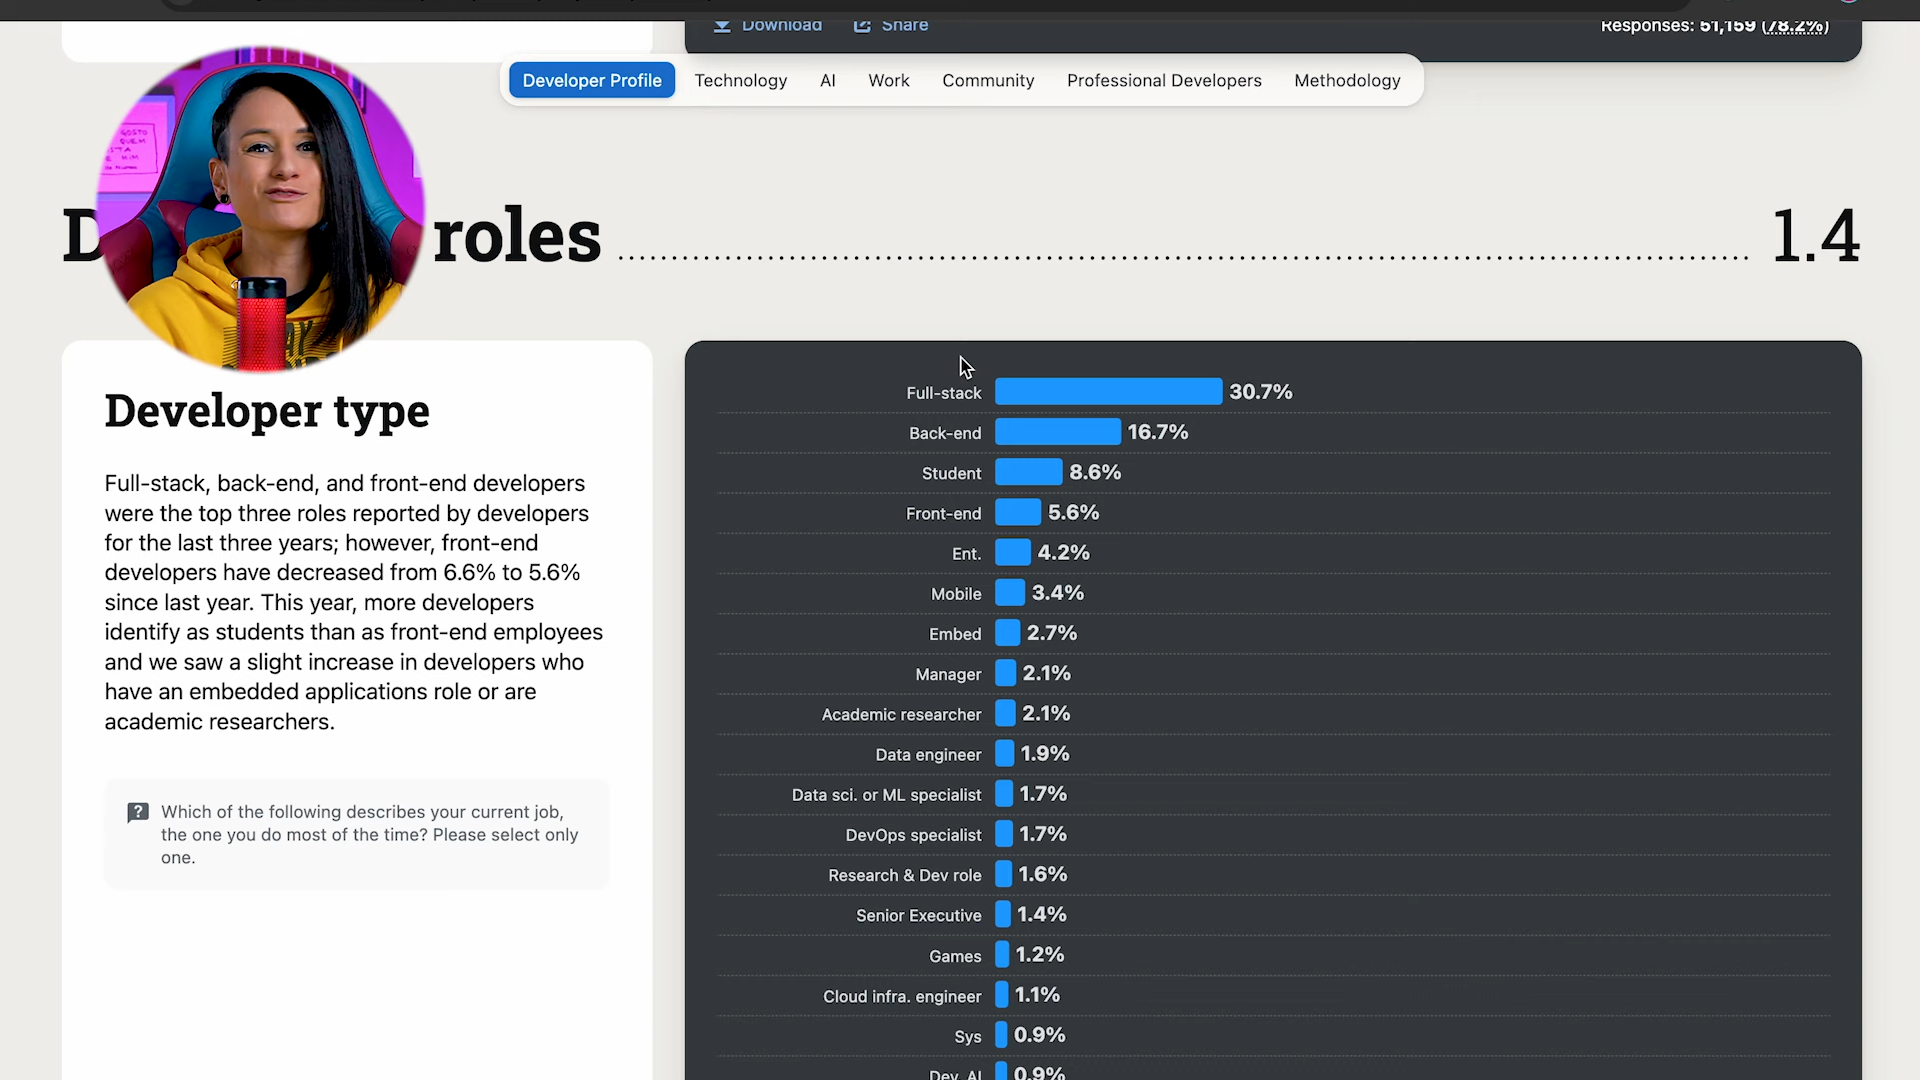 Download
Share
Responses: 51,159 (78.2%)
Developer Profile
Technology
AI
Work
Community
Professional Developers
Methodology
GOSTO
QUEM
roles
1.4
Developer type
Full-stack, back-end, and front-end developers
were the top three roles reported by developers
for the last three years; however, front-end
developers have decreased from 6.6% to 5.6%
since last year. This year, more developers
identify as students than as front-end employees
and we saw a slight increase in developers who
have an embedded applications role or are
academic researchers.
Which of the following describes your current job,
the one you do most of the time? Please select only
one.
Full-stack 30.7%
Back-end 16.7%
Student 8.6%
Front-end 5.6%
Ent. 4.2%
Mobile 3.4%
Embed 2.7%
Manager 2.1%
Academic researcher 2.1%
Data engineer 1.9%
Data sci. or ML specialist 1.7%
DevOps specialist 1.7%
Research & Dev role 1.6%
Senior Executive 1.4%
Games 1.2%
Cloud infra. engineer 1.1%
Sys 0.9%
Dev, AI 0.9%